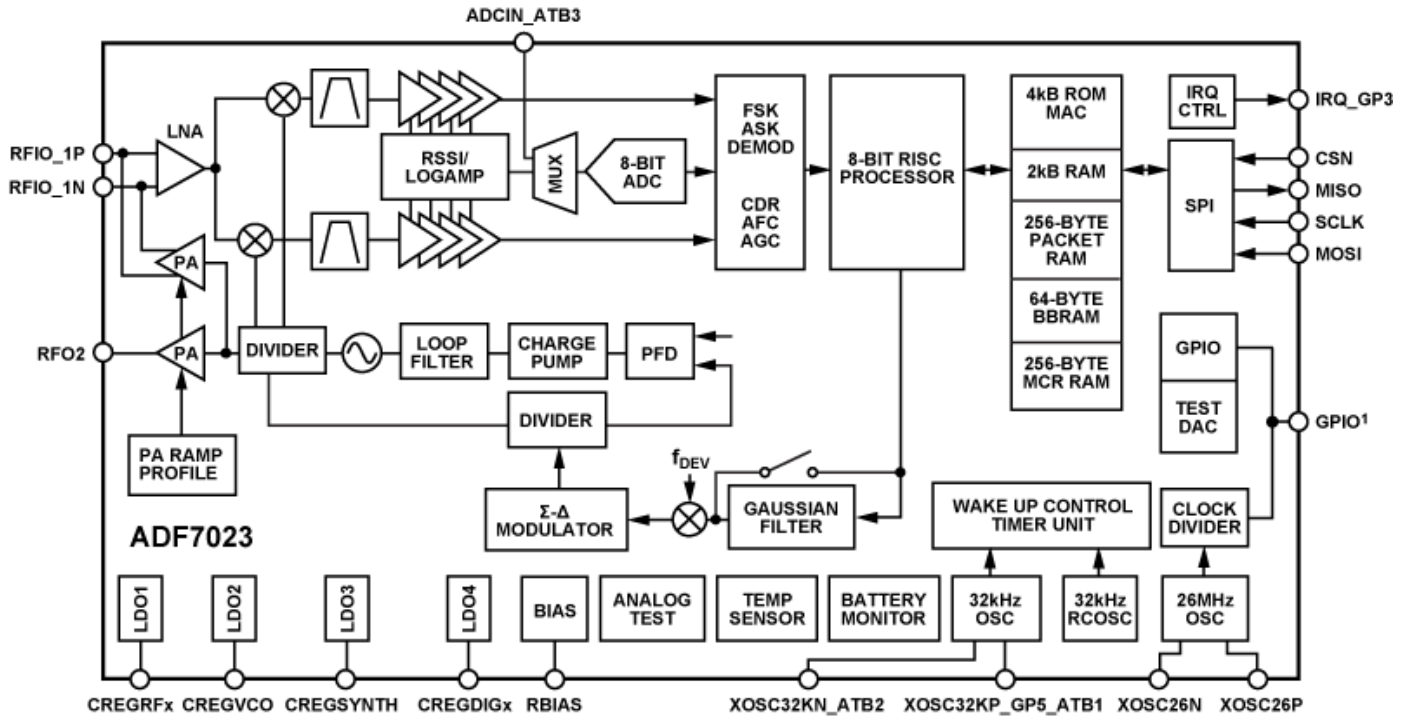 ADCIN_ATB3
RFIO_1P
RFIO_1N
LNA
RSSI/
LOGAMP
MUX
8-BIT
ADC
FSK
ASK
DEMOD
CDR
AFC
AGC
8-BIT RISC
PROCESSOR
4kB ROM
MAC
2kB RAM
256-BYTE
PACKET
RAM
64-BYTE
BBRAM
256-BYTE
MCR RAM
IRQ
CTRL
IRQ_GP3
SPI
CSN
MISO
SCLK
MOSI
PA
RFO2
PA
DIVIDER
LOOP
FILTER
CHARGE
PUMP
PFD
DIVIDER
GPIO
TEST
DAC
GPIO¹
PA RAMP
PROFILE
Σ-Δ
MODULATOR
fDEV
GAUSSIAN
FILTER
WAKE UP CONTROL
TIMER UNIT
CLOCK
DIVIDER
ADF7023
LDO1
LDO2
LDO3
LDO4
BIAS
ANALOG
TEST
TEMP
SENSOR
BATTERY
MONITOR
32kHz
OSC
32kHz
RCOSC
26MHz
OSC
CREGRFx
CREGVCO
CREGSYNTH
CREGDIGx
RBIAS
XOSC32KN_ATB2
XOSC32KP_GP5_ATB1
XOSC26N
XOSC26P